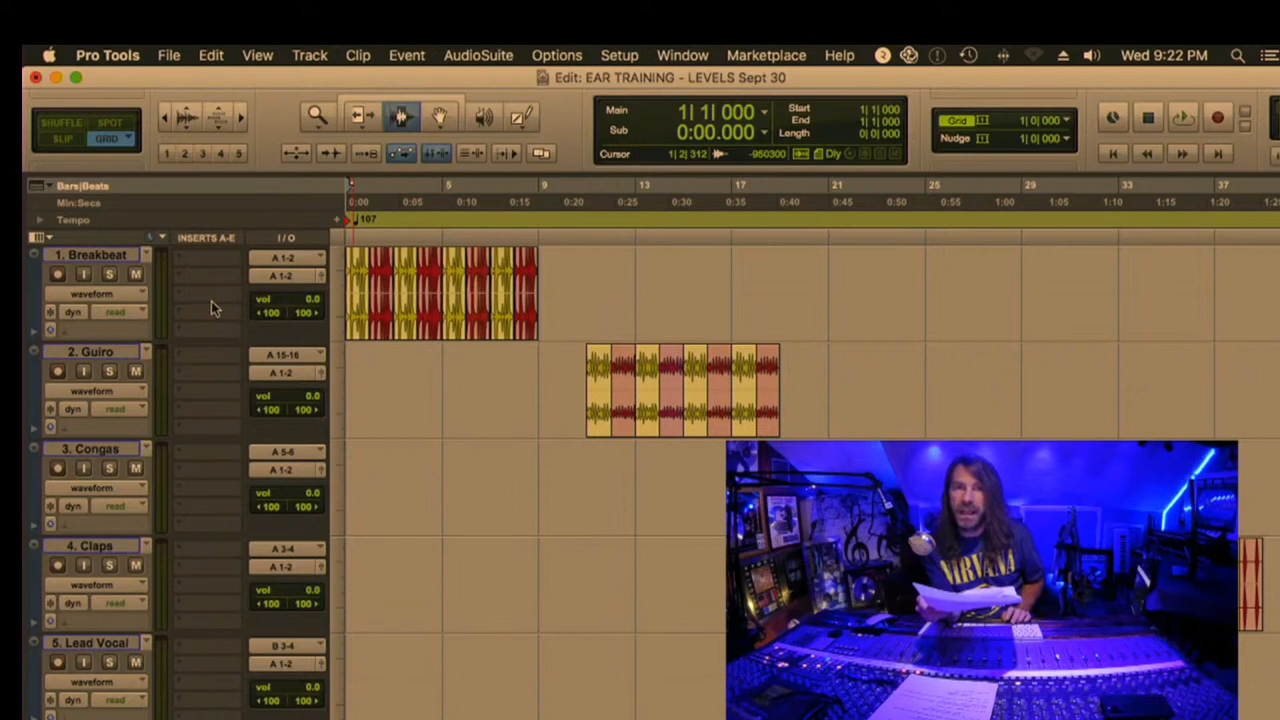 Pro Tools File Edit View Track Clip Event AudioSuite Options Setup Window Marketplace Help R Wed 9:22 PM
Edit: EAR TRAINING - LEVELS Sept 30
SHUFFLE SPOT
SLIP GRID
1 2 3 4 5
Main 1| 1| 000
Sub 0:00.000
Start 1| 1| 000
End 1| 1| 000
Length 0| 0| 000
Cursor 1| 2| 312 -950300 Dly
Grid 1| 0| 000
Nudge 1| 0| 000
Bars|Beats 5 9 13 17 21 25 29 33 37
Min:Secs 0:00 0:05 0:10 0:15 0:20 0:25 0:30 0:35 0:40 0:45 0:50 0:55 1:00 1:05 1:10 1:15
Tempo 107
INSERTS A-E I / O
1. Breakbeat A 1-2
I S M A 1-2
waveform vol 0.0
dyn read 100 100
2. Guiro A 15-16
I S M A 1-2
waveform vol 0.0
dyn read 100 100
3. Congas A 5-6
I S M A 1-2
waveform vol 0.0
dyn read 100 100
4. Claps A 3-4
I S M A 1-2
waveform vol 0.0
dyn read 100 100
5. Lead Vocal B 3-4
I S M A 1-2
waveform vol 0.0
dyn read 100 100
NIRVANA